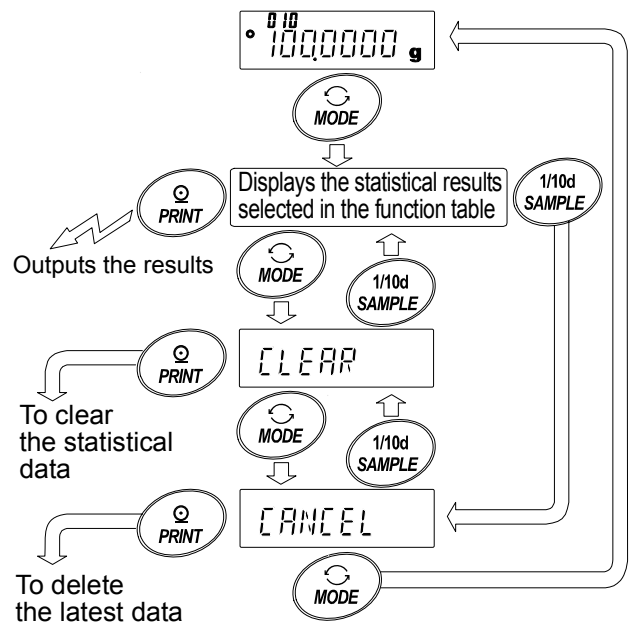 010
100.0000 g
MODE
Displays the statistical results
selected in the function table
1/10d
SAMPLE
PRINT
Outputs the results
MODE
1/10d
SAMPLE
PRINT
CLEAR
To clear
the statistical
data
MODE
1/10d
SAMPLE
PRINT
CANCEL
To delete
the latest data
MODE